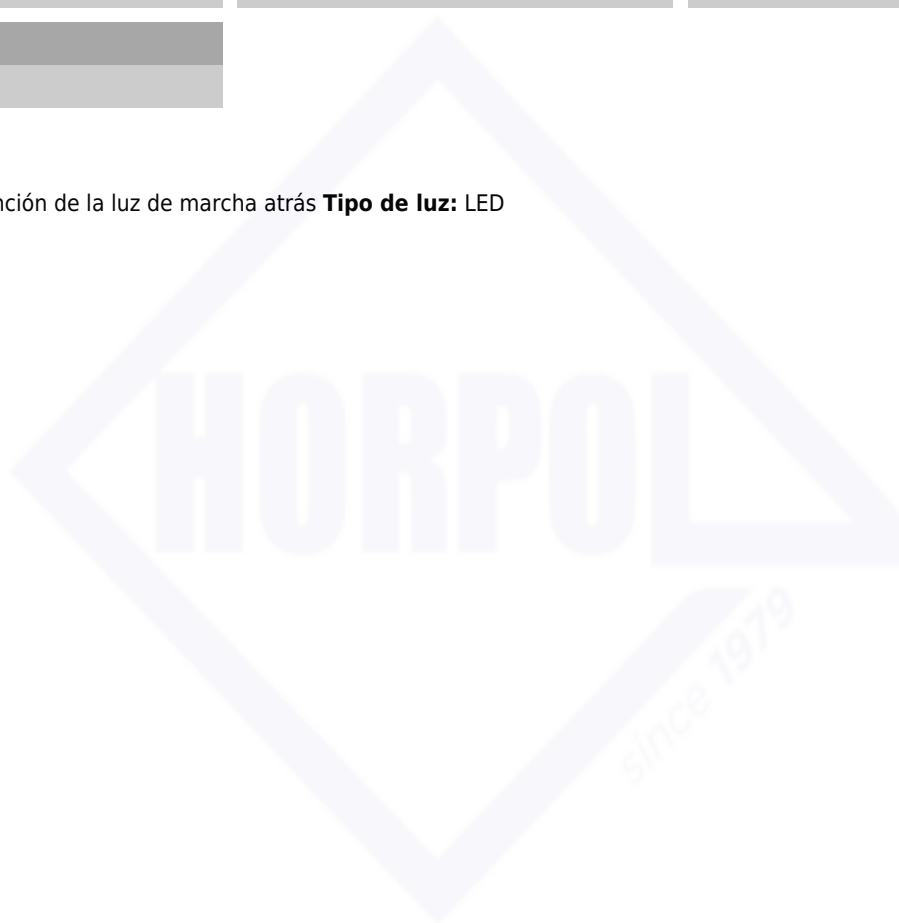 nción de la luz de marcha atrás Tipo de luz: LED
HORPOL
since 1979